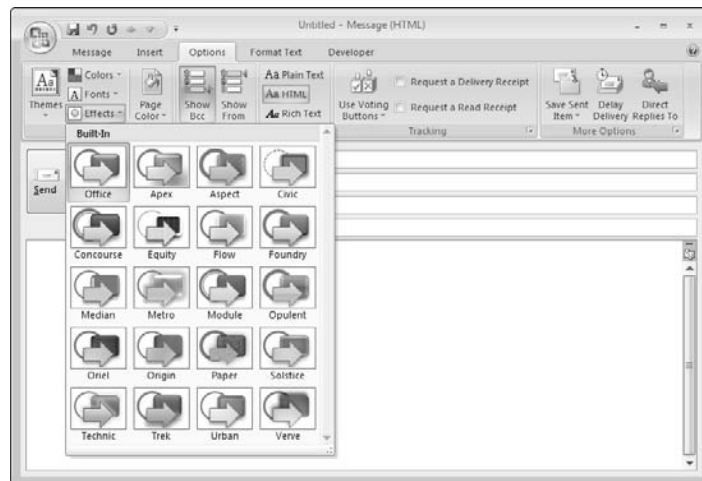 Untitled - Message (HTML)
Message Insert Options Format Text Developer
Themes
Colors
Fonts
Effects
Page Color
Show Bcc
Show From
Aa Plain Text
Aa HTML
Aa Rich Text
Use Voting Buttons
Request a Delivery Receipt
Request a Read Receipt
Tracking
Save Sent Item
Delay Delivery
Direct Replies To
More Options
Send
Built-In
Office Apex Aspect Civic
Concourse Equity Flow Foundry
Median Metro Module Opulent
Oriel Origin Paper Solstice
Technic Trek Urban Verve